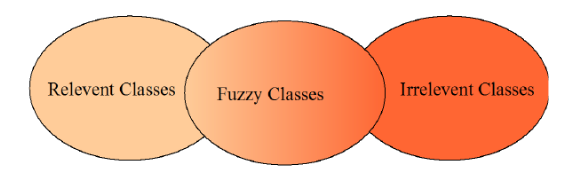 Relevent Classes
Fuzzy Classes
Irrelevent Classes